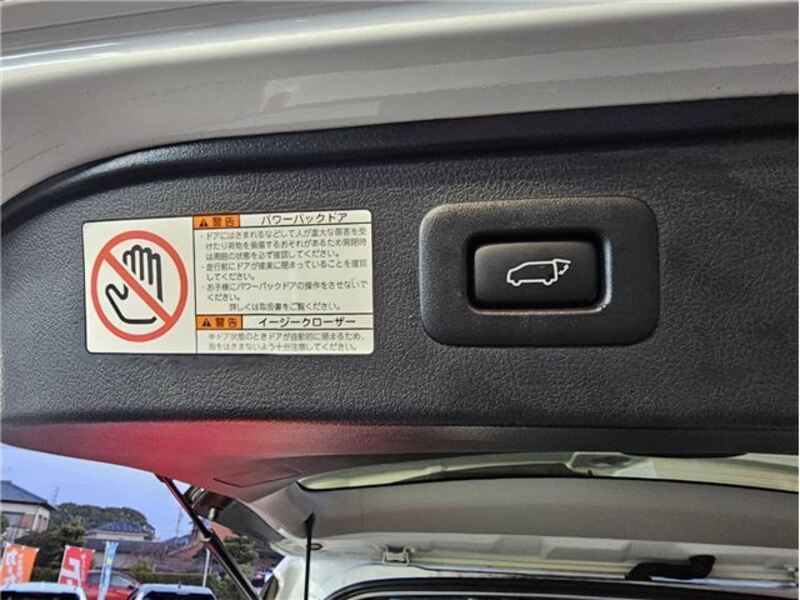 警告 パワーバックドア
・ドアにはさまれるなどして人が重大な傷害を受
けたり荷物を損傷するおそれがあるため開閉時
は周囲の状態を必ず確認してください。
・走行前にドアが確実に閉まっていることを確認
してください。
・お子様にパワーバックドアの操作をさせないで
ください。
詳しくは取扱書をご覧ください。
警告 イージークローザー
半ドア状態のときドアが自動的に閉まるため、
指をはさまないよう十分注意してください。